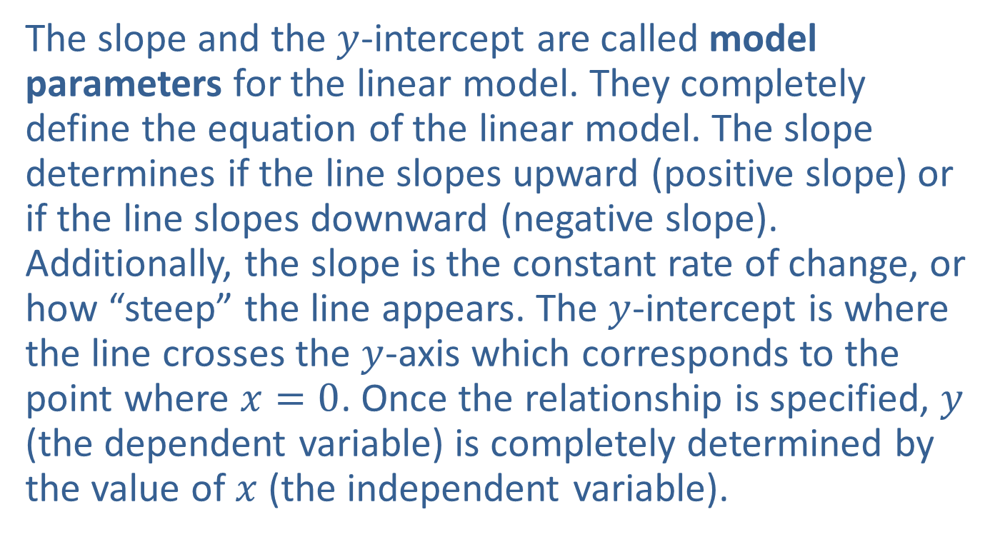 The slope and the y-intercept are called model
parameters for the linear model. They completely
define the equation of the linear model. The slope
determines if the line slopes upward (positive slope) or
if the line slopes downward (negative slope).
Additionally, the slope is the constant rate of change, or
how “steep” the line appears. The y-intercept is where
the line crosses the y-axis which corresponds to the
point where x = 0. Once the relationship is specified, y
(the dependent variable) is completely determined by
the value of x (the independent variable).